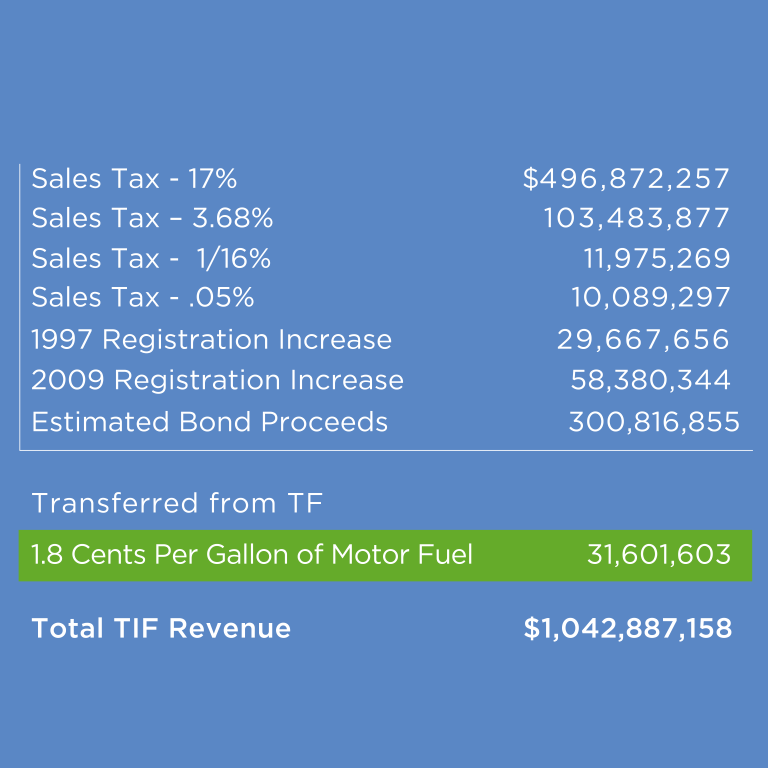 Sales Tax - 17% $496,872,257
Sales Tax – 3.68% 103,483,877
Sales Tax - 1/16% 11,975,269
Sales Tax - .05% 10,089,297
1997 Registration Increase 29,667,656
2009 Registration Increase 58,380,344
Estimated Bond Proceeds 300,816,855
Transferred from TF
1.8 Cents Per Gallon of Motor Fuel 31,601,603
Total TIF Revenue $1,042,887,158